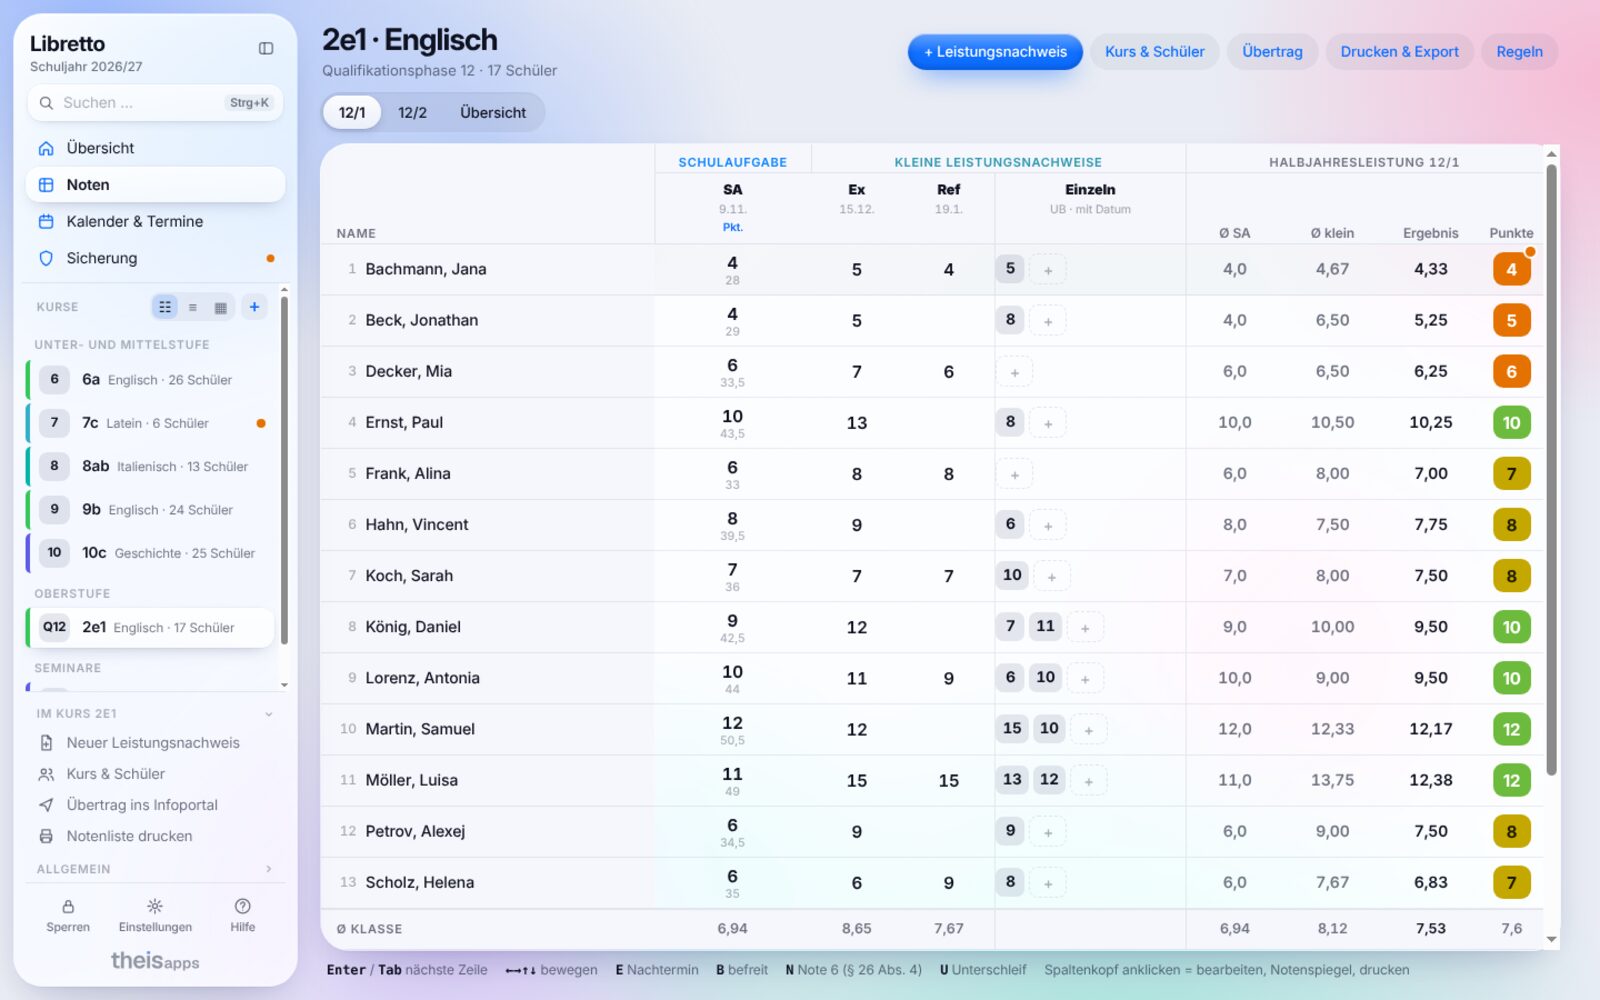 Libretto
Schuljahr 2026/27
Suchen ... Strg+K
Übersicht
Noten
Kalender & Termine
Sicherung
KURSE
UNTER- UND MITTELSTUFE
6 6a Englisch · 26 Schüler
7 7c Latein · 6 Schüler
8 8ab Italienisch · 13 Schüler
9 9b Englisch · 24 Schüler
10 10c Geschichte · 25 Schüler
OBERSTUFE
Q12 2e1 Englisch · 17 Schüler
SEMINARE
IM KURS 2E1
Neuer Leistungsnachweis
Kurs & Schüler
Übertrag ins Infoportal
Notenliste drucken
ALLGEMEIN
Sperren Einstellungen Hilfe
theisapps
2e1 · Englisch
Qualifikationsphase 12 · 17 Schüler
+ Leistungsnachweis Kurs & Schüler Übertrag Drucken & Export Regeln
12/1 12/2 Übersicht
SCHULAUFGABE KLEINE LEISTUNGSNACHWEISE HALBJAHRESLEISTUNG 12/1
SA Ex Ref Einzeln
9.11. 15.12. 19.1. UB · mit Datum
Pkt.
NAME Ø SA Ø klein Ergebnis Punkte
1 Bachmann, Jana 4 5 4 5 + 4,0 4,67 4,33 4
28
2 Beck, Jonathan 4 5 8 + 4,0 6,50 5,25 5
29
3 Decker, Mia 6 7 6 + 6,0 6,50 6,25 6
33,5
4 Ernst, Paul 10 13 8 + 10,0 10,50 10,25 10
43,5
5 Frank, Alina 6 8 8 + 6,0 8,00 7,00 7
33
6 Hahn, Vincent 8 9 6 + 8,0 7,50 7,75 8
39,5
7 Koch, Sarah 7 7 7 10 + 7,0 8,00 7,50 8
36
8 König, Daniel 9 12 7 11 + 9,0 10,00 9,50 10
42,5
9 Lorenz, Antonia 10 11 9 6 10 + 10,0 9,00 9,50 10
44
10 Martin, Samuel 12 12 15 10 + 12,0 12,33 12,17 12
50,5
11 Möller, Luisa 11 15 15 13 12 + 11,0 13,75 12,38 12
49
12 Petrov, Alexej 6 9 9 + 6,0 9,00 7,50 8
34,5
13 Scholz, Helena 6 6 9 8 + 6,0 7,67 6,83 7
35
Ø KLASSE 6,94 8,65 7,67 6,94 8,12 7,53 7,6
Enter / Tab nächste Zeile ←→↑↓ bewegen E Nachtermin B befreit N Note 6 (§ 26 Abs. 4) U Unterschleif Spaltenkopf anklicken = bearbeiten, Notenspiegel, drucken